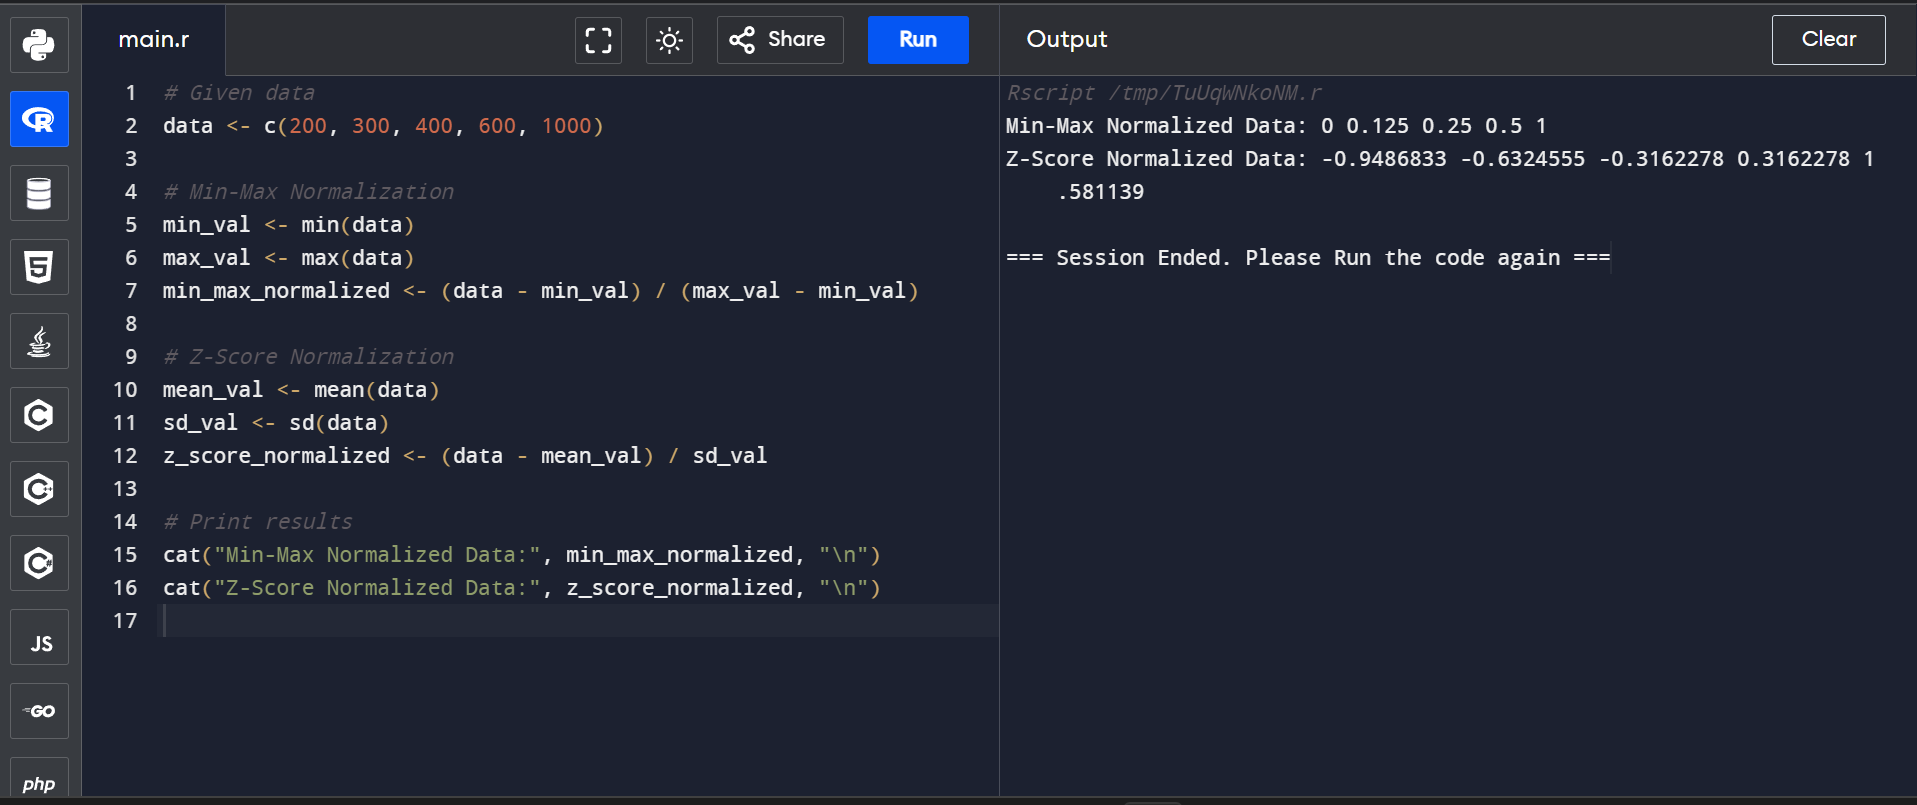 main.r
Share
Run
Output
Clear
1 # Given data
2 data <- c(200, 300, 400, 600, 1000)
3
4 # Min-Max Normalization
5 min_val <- min(data)
6 max_val <- max(data)
7 min_max_normalized <- (data - min_val) / (max_val - min_val)
8
9 # Z-Score Normalization
10 mean_val <- mean(data)
11 sd_val <- sd(data)
12 z_score_normalized <- (data - mean_val) / sd_val
13
14 # Print results
15 cat("Min-Max Normalized Data:", min_max_normalized, "\n")
16 cat("Z-Score Normalized Data:", z_score_normalized, "\n")
17
Rscript /tmp/TuUqWNkoNM.r
Min-Max Normalized Data: 0 0.125 0.25 0.5 1
Z-Score Normalized Data: -0.9486833 -0.6324555 -0.3162278 0.3162278 1
.581139
=== Session Ended. Please Run the code again ===
R
5
C
C++
C#
JS
GO
php